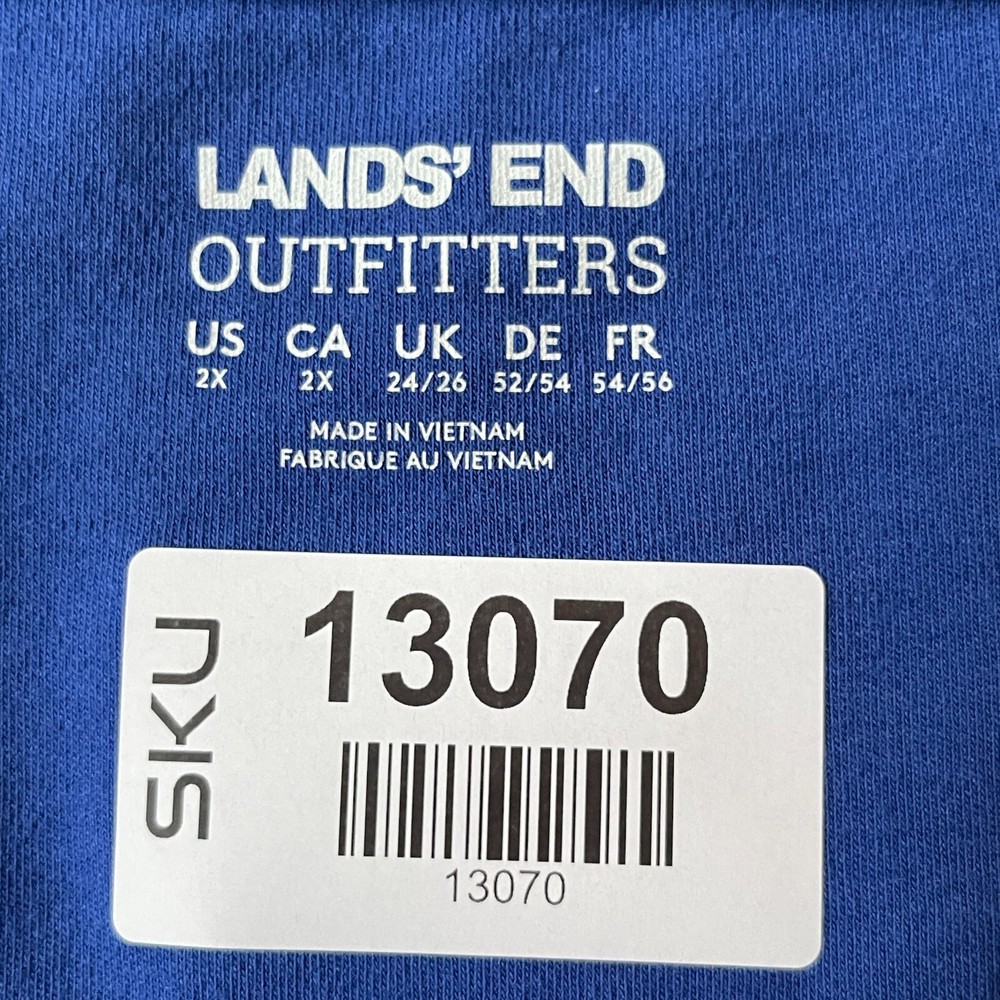 LANDS' END
OUTFITTERS
US CA UK DE FR
2X 2X 24/26 52/54 54/56
MADE IN VIETNAM
FABRIQUE AU VIETNAM
SKU
13070
13070